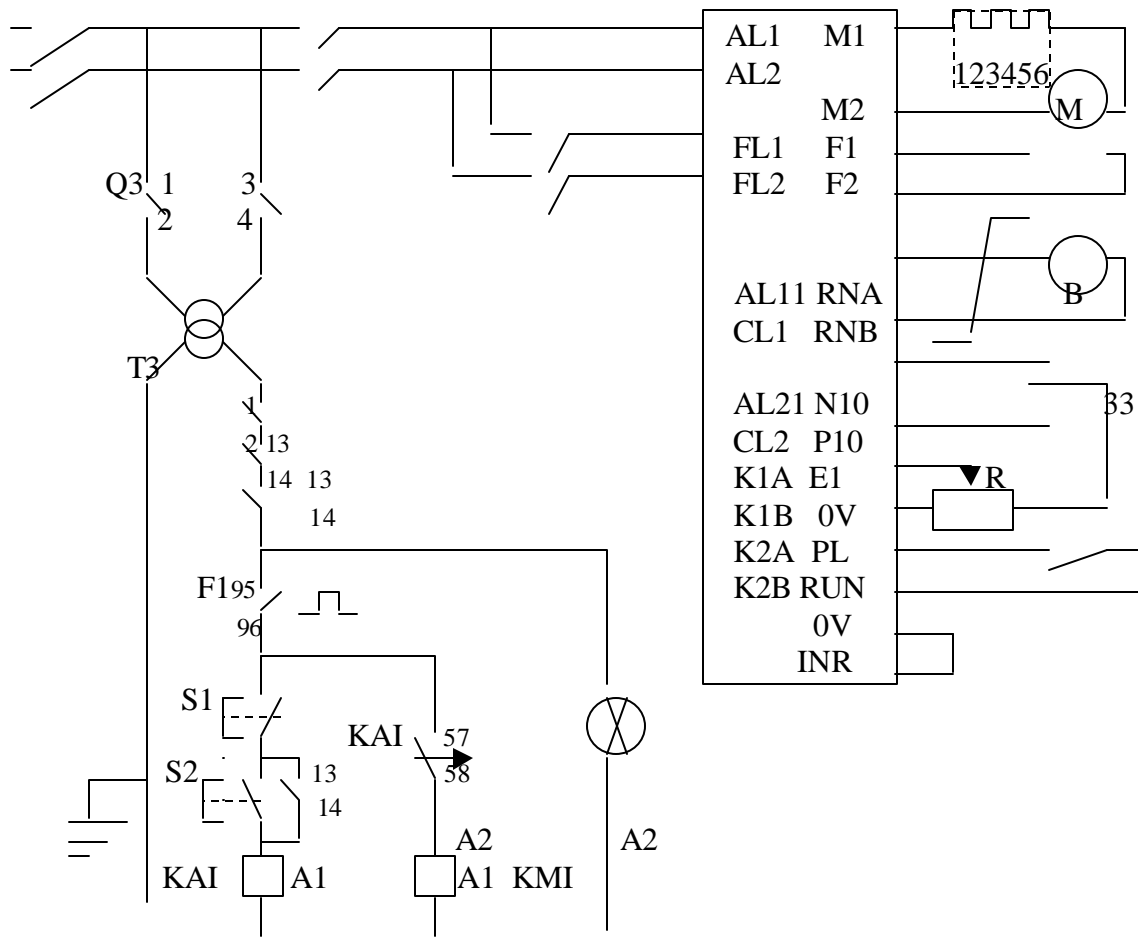 AL1 M1
AL2
123456
M2
M
FL1 F1
Q3 1 3
FL2 F2
2 4
AL11 RNA
B
CL1 RNB
T3
1
AL21 N10
33
2 13
CL2 P10
14 13
K1A E1
R
14
K1B 0V
K2A PL
F195
K2B RUN
96
0V
INR
S1
KAI 57
58
S2
13
14
A2
A2
KAI A1
A1 KMI